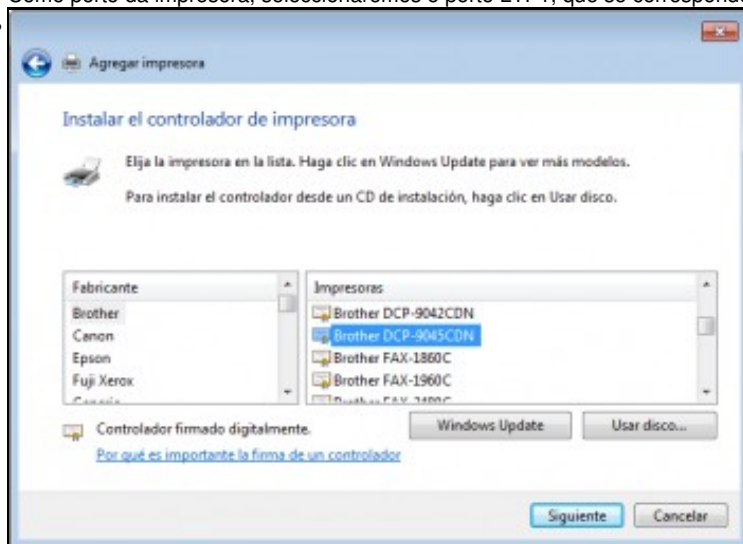 Agregar impresora
Instalar el controlador de impresora
Elija la impresora en la lista. Haga clic en Windows Update para ver más modelos.
Para instalar el controlador desde un CD de instalación, haga clic en Usar disco.
Fabricante
Brother
Canon
Epson
Fuji Xerox
Impresoras
Brother DCP-9042CDN
Brother DCP-9045CDN
Brother FAX-1860C
Brother FAX-1960C
Controlador firmado digitalmente.
Windows Update
Usar disco...
Por qué es importante la firma de un controlador
Siguiente
Cancelar